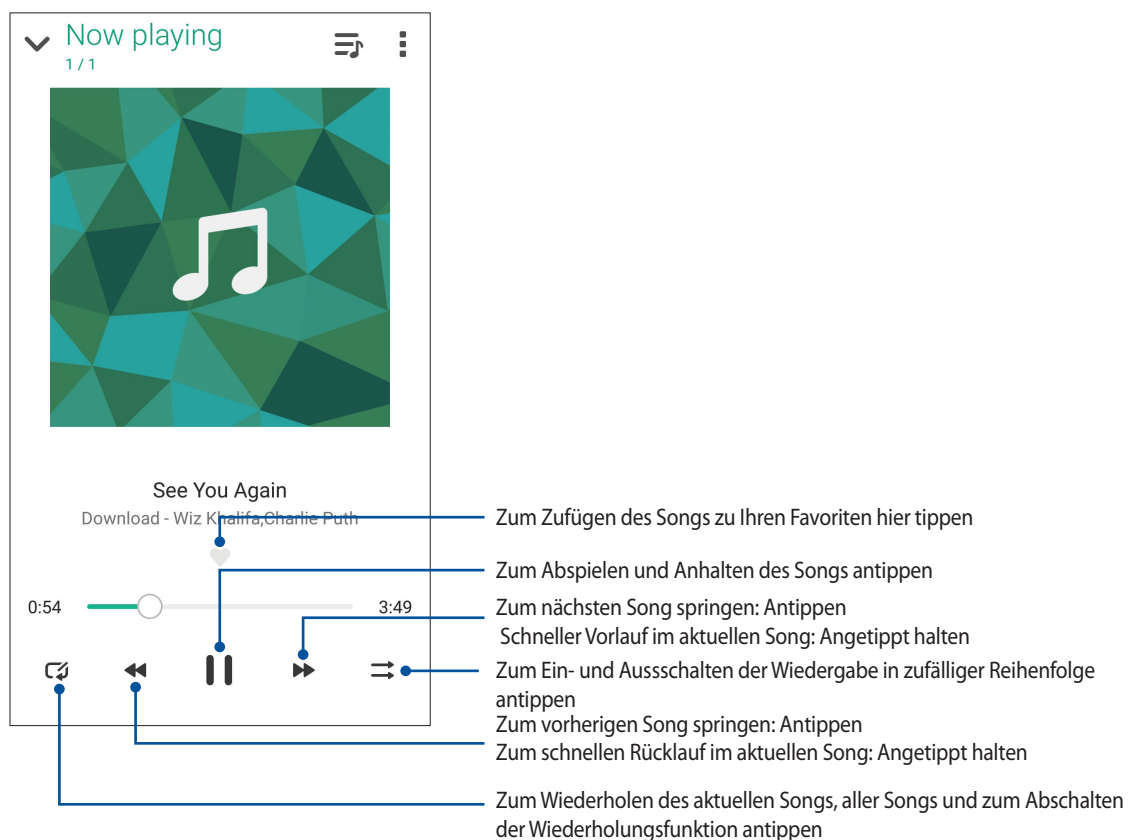 Now playing
1 / 1
See You Again
Download - Wiz Khalifa,Charlie Puth
Zum Zufügen des Songs zu Ihren Favoriten hier tippen
Zum Abspielen und Anhalten des Songs antippen
0:54
3:49
Zum nächsten Song springen: Antippen
Schneller Vorlauf im aktuellen Song: Angetippt halten
Zum Ein- und Aussschalten der Wiedergabe in zufälliger Reihenfolge
antippen
Zum vorherigen Song springen: Antippen
Zum schnellen Rücklauf im aktuellen Song: Angetippt halten
Zum Wiederholen des aktuellen Songs, aller Songs und zum Abschalten
der Wiederholungsfunktion antippen